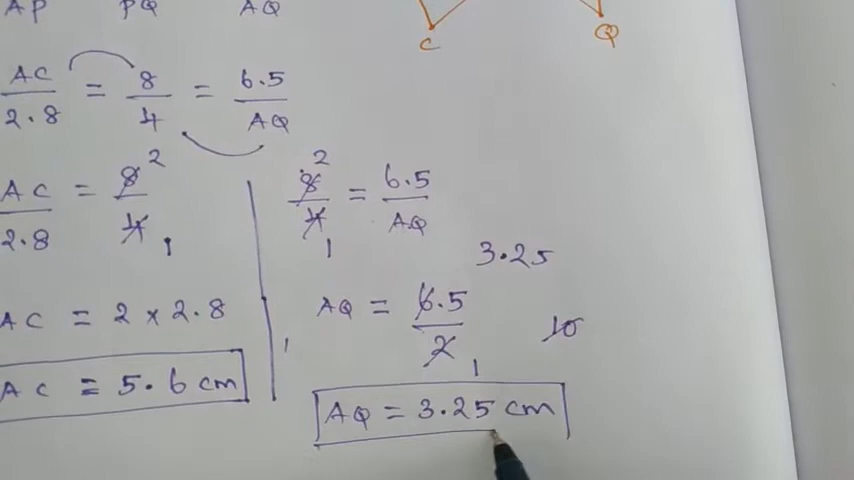 AP PQ AQ
C Q
AC/2.8 = 8/4 = 6.5/AQ
AC/2.8 = 8/4 2 1
8/4 2 1 = 6.5/AQ
3.25
AC = 2 × 2.8
AQ = 6.5/2 1
10
AC = 5.6 cm
AQ = 3.25 cm